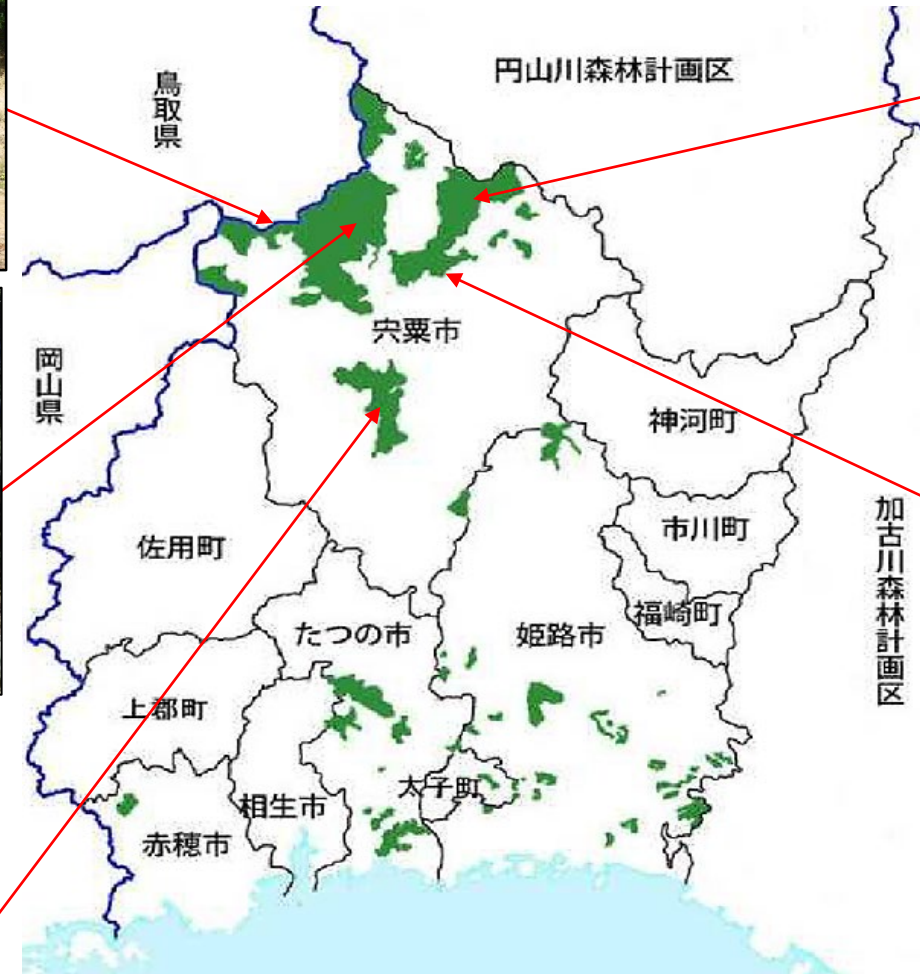 円山川森林計画区
鳥取県
宍粟市
岡山県
神河町
加古川森林計画区
市川町
佐用町
福崎町
たつの市
姫路市
上郡町
太子町
相生市
赤穂市